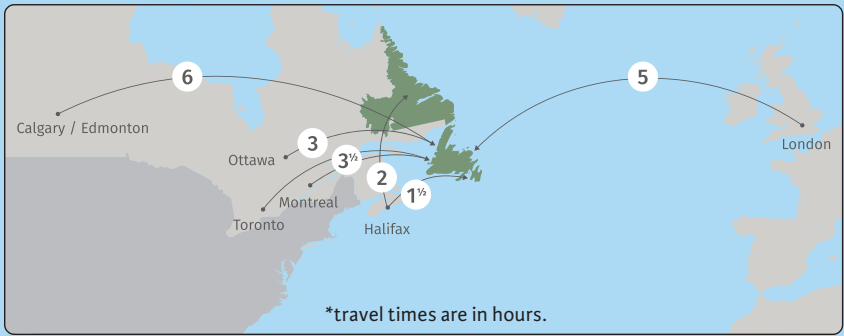 6
5
Calgary / Edmonton
3
London
Ottawa
3½
2
Montreal
1½
Toronto
Halifax
*travel times are in hours.